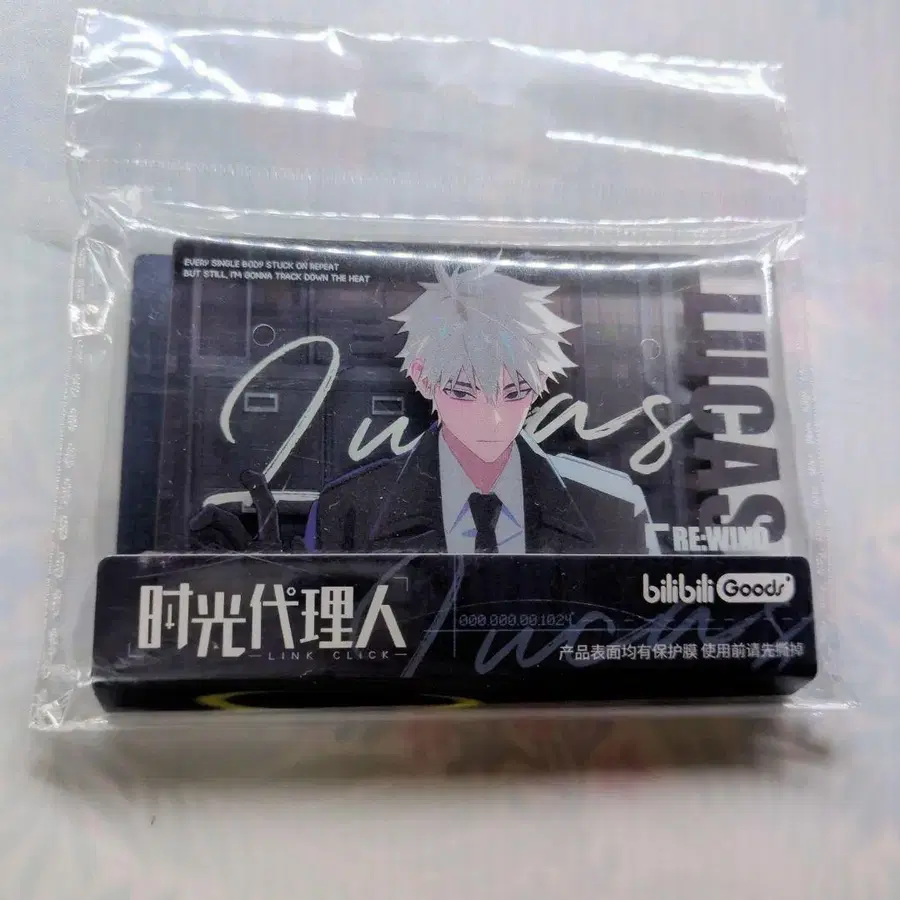 EVERY SINGLE BODY STUCK ON REPEAT
BUT STILL, I'M GONNA TRACK DOWN THE HEAT
Lucas
LUCAS
RE:WIND
时光代理人
LINK CLICK
bilibili Goods
000.000.00:1024
Lucas
产品表面均有保护膜 使用前请先撕掉